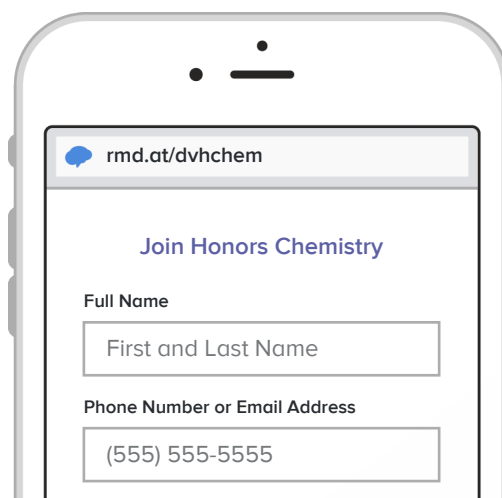 rmd.at/dvhchem
Join Honors Chemistry
Full Name
First and Last Name
Phone Number or Email Address
(555) 555-5555